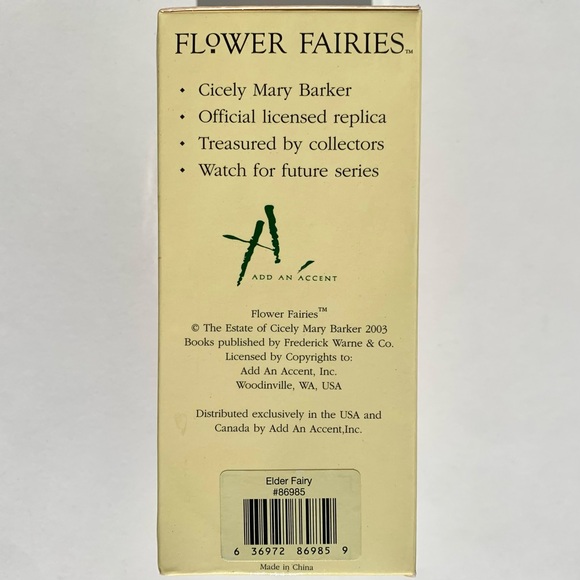 FLOWER FAIRIES™
• Cicely Mary Barker
• Official licensed replica
• Treasured by collectors
• Watch for future series
A
ADD AN ACCENT
Flower Fairies™
© The Estate of Cicely Mary Barker 2003
Books published by Frederick Warne & Co.
Licensed by Copyrights to:
Add An Accent, Inc.
Woodinville, WA, USA
Distributed exclusively in the USA and
Canada by Add An Accent,Inc.
Elder Fairy
#86985
6 36972 86985 9
Made in China